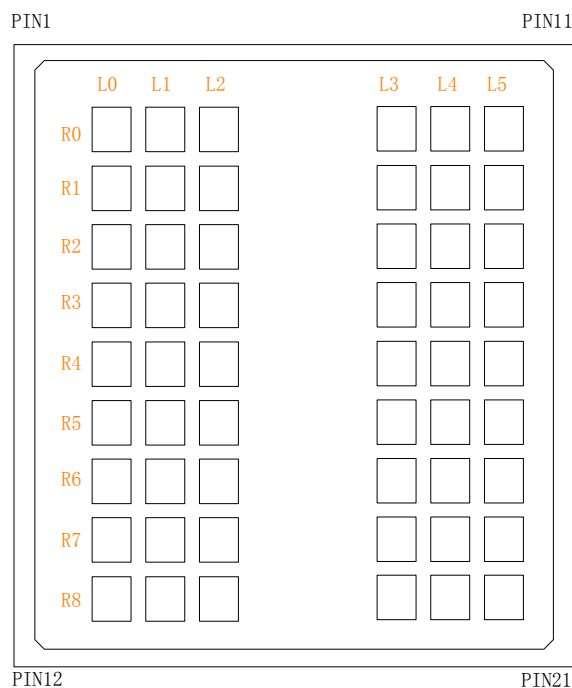 PIN1 PIN11
L0 L1 L2 L3 L4 L5
R0
R1
R2
R3
R4
R5
R6
R7
R8
PIN12 PIN21